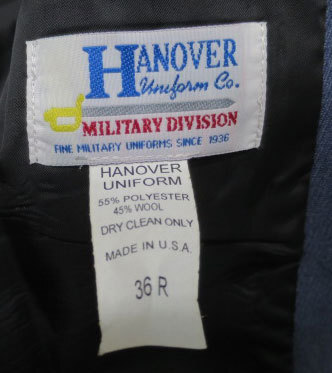 HANOVER
Uniform Co.
MILITARY DIVISION
FINE MILITARY UNIFORMS SINCE 1936
HANOVER
UNIFORM
55% POLYESTER
45% WOOL
DRY CLEAN ONLY
MADE IN U.S.A.
36 R